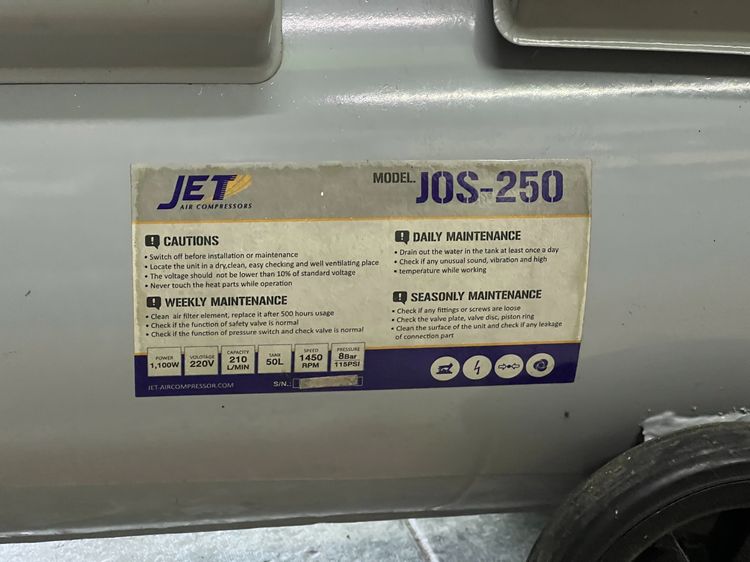 JET
AIR COMPRESSORS
MODEL. JOS-250
CAUTIONS
• Switch off before installation or maintenance
• Locate the unit in a dry,clean, easy checking and well ventilating place
• The voltage should not be lower than 10% of standard voltage
• Never touch the heat parts while operation
WEEKLY MAINTENANCE
• Clean air filter element, replace it after 500 hours usage
• Check if the function of safety valve is normal
• Check if the function of pressure switch and check valve is normal
DAILY MAINTENANCE
• Drain out the water in the tank at least once a day
• Check if any unusual sound, vibration and high
• temperature while working
SEASONLY MAINTENANCE
• Check if any fittings or screws are loose
• Check the valve plate, valve disc, piston ring
• Clean the surface of the unit and check if any leakage
of connection part
POWER
1,100W
VOLOTAGE
220V
CAPACITY
210
L/MIN
TANK
50L
SPEED
1450
RPM
PRESSURE
8Bar
115PSI
JET-AIRCOMPRESSOR.COM
S/N.: